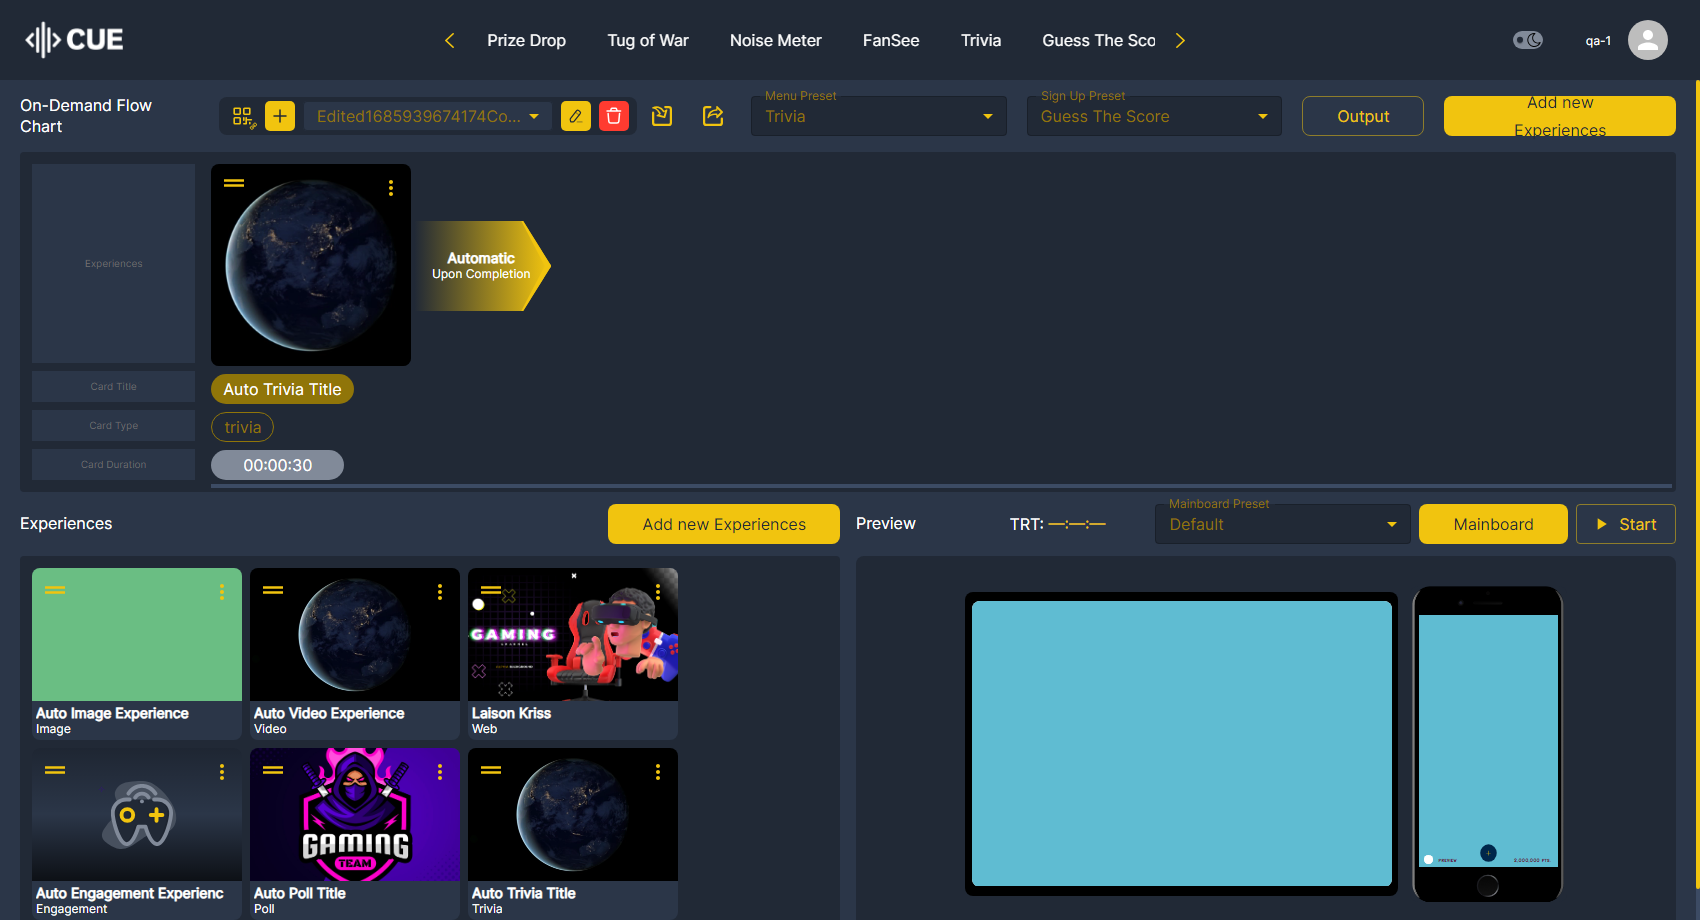 CUE
Prize Drop
Tug of War
Noise Meter
FanSee
Trivia
Guess The Sco
qa-1
On-Demand Flow
Chart
Edited1685939674174Co...
Menu Preset
Trivia
Sign Up Preset
Guess The Score
Output
Add new
Experiences
Experiences
Automatic
Upon Completion
Card Title
Auto Trivia Title
Card Type
trivia
Card Duration
00:00:30
Experiences
Add new Experiences
Preview
TRT: —:—:—
Mainboard Preset
Default
Mainboard
Start
GAMING
Auto Image Experience
Image
Auto Video Experience
Video
Laison Kriss
Web
GAMING
TEAM
Auto Engagement Experienc
Engagement
Auto Poll Title
Poll
Auto Trivia Title
Trivia
PREVIEW